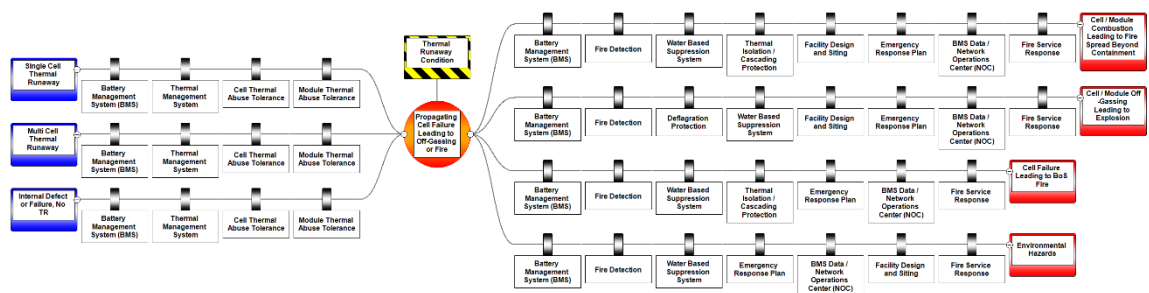 Single Cell
Thermal
Runaway
Battery
Management
System (BMS)
Thermal
Management
System
Cell Thermal
Abuse Tolerance
Module Thermal
Abuse Tolerance
Multi Cell
Thermal
Runaway
Battery
Management
System (BMS)
Thermal
Management
System
Cell Thermal
Abuse Tolerance
Module Thermal
Abuse Tolerance
Internal Defect
or Failure, No
TR
Battery
Management
System (BMS)
Thermal
Management
System
Cell Thermal
Abuse Tolerance
Module Thermal
Abuse Tolerance
Thermal
Runaway
Condition
Propagating
Cell Failure
Leading to
Off-Gassing
or Fire
Battery
Management
System (BMS)
Fire Detection
Water Based
Suppression
System
Thermal
Isolation /
Cascading
Protection
Facility Design
and Siting
Emergency
Response Plan
BMS Data /
Network
Operations
Center (NOC)
Fire Service
Response
Cell / Module
Combustion
Leading to Fire
Spread Beyond
Containment
Battery
Management
System (BMS)
Fire Detection
Deflagration
Protection
Water Based
Suppression
System
Facility Design
and Siting
Emergency
Response Plan
BMS Data /
Network
Operations
Center (NOC)
Fire Service
Response
Cell / Module Off
-Gassing Leading
to Explosion
Battery
Management
System (BMS)
Fire Detection
Water Based
Suppression
System
Thermal
Isolation /
Cascading
Protection
Emergency
Response Plan
BMS Data /
Network
Operations
Center (NOC)
Fire Service
Response
Cell Failure
Leading to BoS
Fire
Battery
Management
System (BMS)
Fire Detection
Water Based
Suppression
System
Emergency
Response Plan
BMS Data /
Network
Operations
Center (NOC)
Facility Design
and Siting
Fire Service
Response
Environmental
Hazards